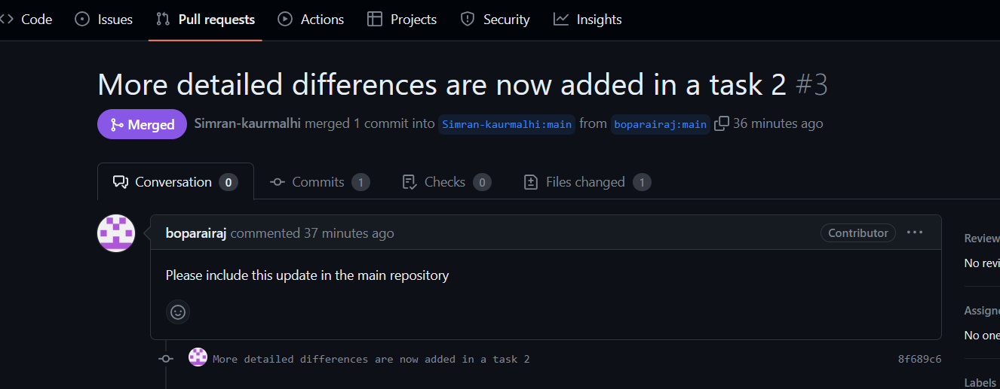 Code Issues Pull requests Actions Projects Security Insights
More detailed differences are now added in a task 2 #3
Merged Simran-kaurmalhi merged 1 commit into Simran-kaurmalhi:main from boparairaj:main 36 minutes ago
Conversation 0 Commits 1 Checks 0 Files changed 1
boparairaj commented 37 minutes ago Contributor
Please include this update in the main repository
More detailed differences are now added in a task 2 8f689c6
Review
No revi
Assigne
No one
Labels